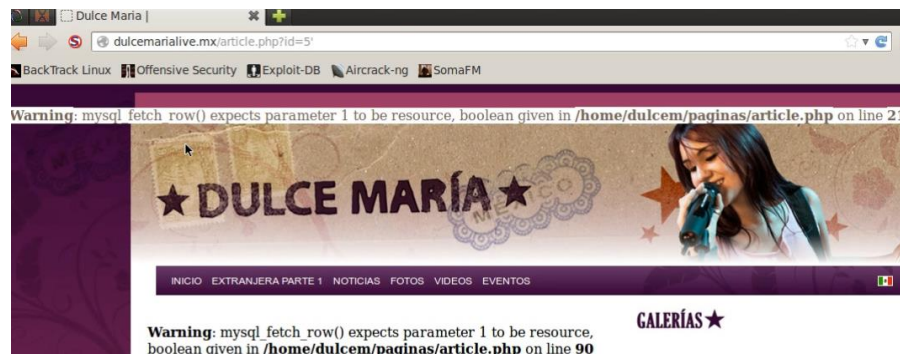 Dulce Maria |
dulcemarialive.mx/article.php?id=5'
BackTrack Linux Offensive Security Exploit-DB Aircrack-ng SomaFM
Warning: mysql_fetch_row() expects parameter 1 to be resource, boolean given in /home/dulcem/paginas/article.php on line 21
★DULCE MARÍA★
MEXICO
INICIO EXTRANJERA PARTE 1 NOTICIAS FOTOS VIDEOS EVENTOS
GALERÍAS★
Warning: mysql_fetch_row() expects parameter 1 to be resource,
boolean given in /home/dulcem/paginas/article.php on line 90